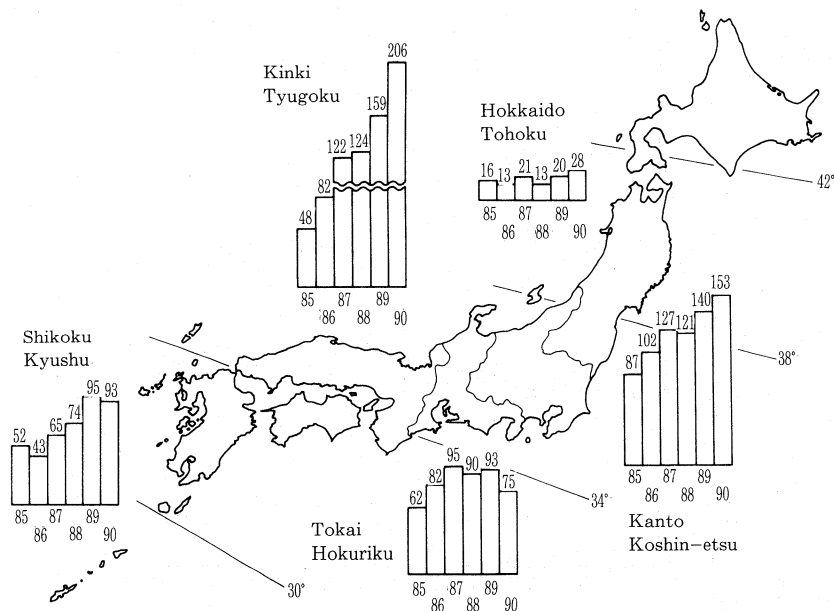 Kinki
Tyugoku
48 82 122 124 159 206
85 86 87 88 89 90
Hokkaido
Tohoku
16 13 21 13 20 28
85 86 87 88 89 90
42°
Shikoku
Kyushu
52 43 65 74 95 93
85 86 87 88 89 90
30°
Tokai
Hokuriku
62 82 95 90 93 75
85 86 87 88 89 90
34°
87 102 127 121 140 153
85 86 87 88 89 90
38°
Kanto
Koshin-etsu